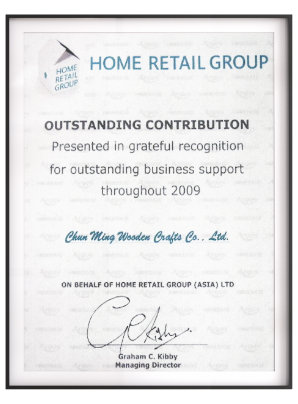 HOME
RETAIL
GROUP
HOME RETAIL GROUP
OUTSTANDING CONTRIBUTION
Presented in grateful recognition
for outstanding business support
throughout 2009
Chun Ming Wooden Crafts Co., Ltd.
ON BEHALF OF HOME RETAIL GROUP (ASIA) LTD
Graham C. Kibby
Managing Director